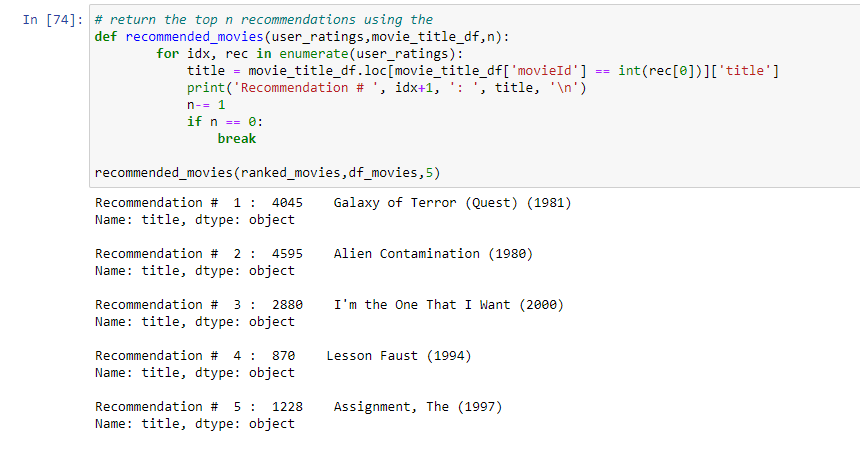 In [74]: # return the top n recommendations using the
def recommended_movies(user_ratings,movie_title_df,n):
        for idx, rec in enumerate(user_ratings):
            title = movie_title_df.loc[movie_title_df['movieId'] == int(rec[0])]['title']
            print('Recommendation # ', idx+1, ': ', title, '\n')
            n-= 1
            if n == 0:
                break
recommended_movies(ranked_movies,df_movies,5)
Recommendation #  1 :  4045    Galaxy of Terror (Quest) (1981)
Name: title, dtype: object
Recommendation #  2 :  4595    Alien Contamination (1980)
Name: title, dtype: object
Recommendation #  3 :  2880    I'm the One That I Want (2000)
Name: title, dtype: object
Recommendation #  4 :  870    Lesson Faust (1994)
Name: title, dtype: object
Recommendation #  5 :  1228    Assignment, The (1997)
Name: title, dtype: object